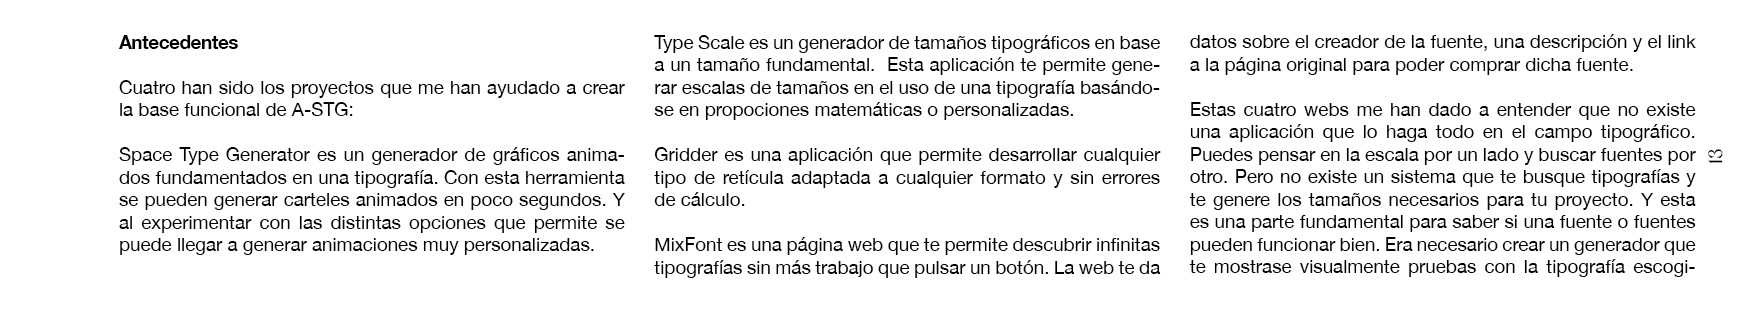 Antecedentes
Cuatro han sido los proyectos que me han ayudado a crear
la base funcional de A-STG:
Space Type Generator es un generador de gráficos anima-
dos fundamentados en una tipografía. Con esta herramienta
se pueden generar carteles animados en poco segundos. Y
al experimentar con las distintas opciones que permite se
puede llegar a generar animaciones muy personalizadas.
Type Scale es un generador de tamaños tipográficos en base
a un tamaño fundamental.  Esta aplicación te permite gene-
rar escalas de tamaños en el uso de una tipografía basándo-
se en propociones matemáticas o personalizadas.
Gridder es una aplicación que permite desarrollar cualquier
tipo de retícula adaptada a cualquier formato y sin errores
de cálculo.
MixFont es una página web que te permite descubrir infinitas
tipografías sin más trabajo que pulsar un botón. La web te da
datos sobre el creador de la fuente, una descripción y el link
a la página original para poder comprar dicha fuente.
Estas cuatro webs me han dado a entender que no existe
una aplicación que lo haga todo en el campo tipográfico.
Puedes pensar en la escala por un lado y buscar fuentes por
otro. Pero no existe un sistema que te busque tipografías y
te genere los tamaños necesarios para tu proyecto. Y esta
es una parte fundamental para saber si una fuente o fuentes
pueden funcionar bien. Era necesario crear un generador que
te mostrase visualmente pruebas con la tipografía escogi-
13